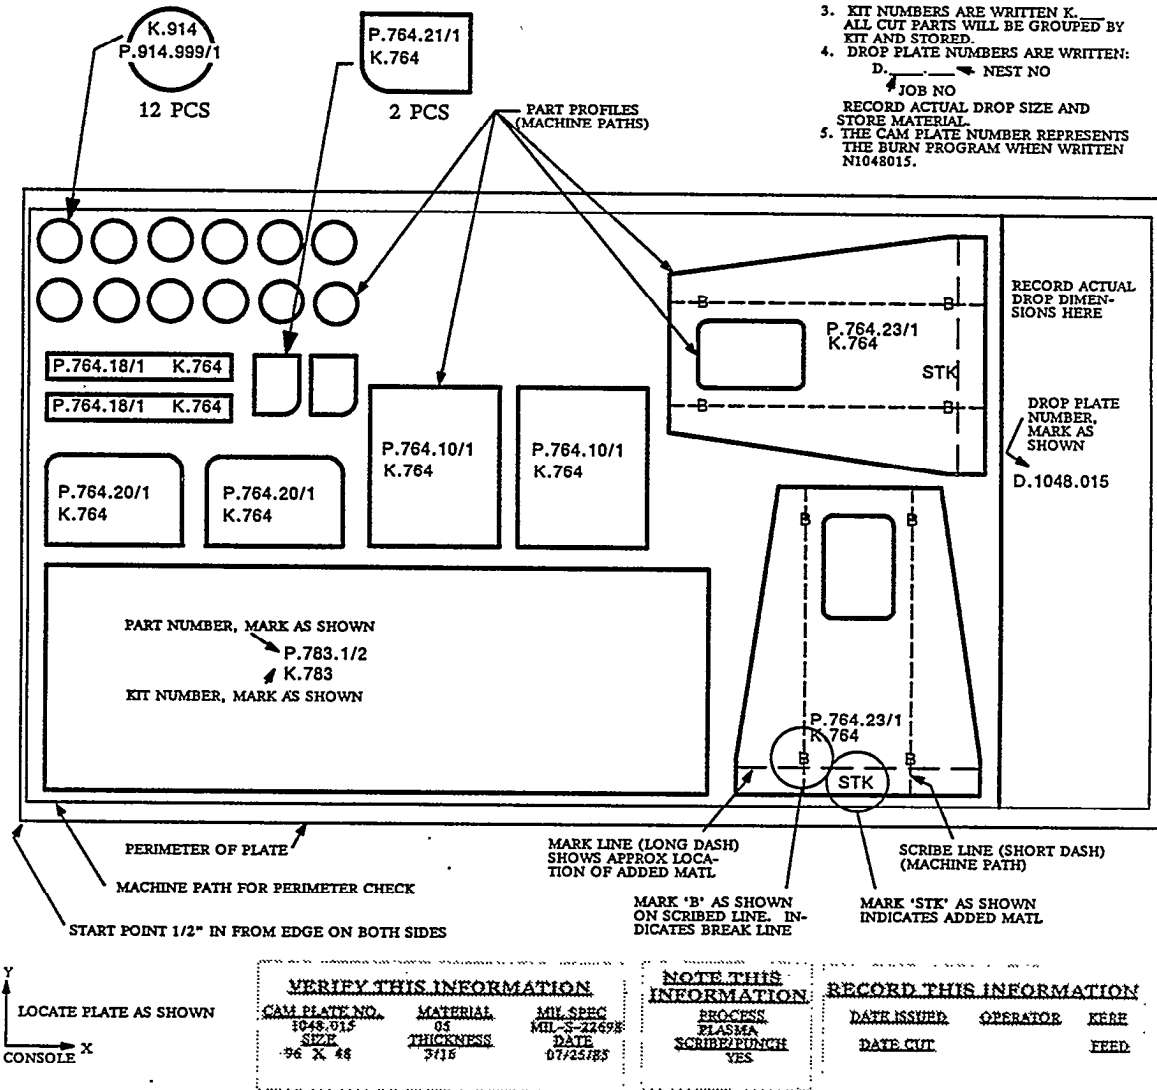 K.914
P.914.999/1
12 PCS
P.764.21/1
K.764
2 PCS
PART PROFILES
(MACHINE PATHS)
3. KIT NUMBERS ARE WRITTEN K.___
ALL CUT PARTS WILL BE GROUPED BY
KIT AND STORED.
4. DROP PLATE NUMBERS ARE WRITTEN:
D.___.___ NEST NO
JOB NO
RECORD ACTUAL DROP SIZE AND
STORE MATERIAL.
5. THE CAM PLATE NUMBER REPRESENTS
THE BURN PROGRAM WHEN WRITTEN
N1048015.
B
B
P.764.23/1
K.764
STK
B
B
RECORD ACTUAL
DROP DIMEN-
SIONS HERE
DROP PLATE
NUMBER,
MARK AS
SHOWN
D.1048.015
P.764.18/1 K.764
P.764.18/1 K.764
P.764.20/1
K.764
P.764.20/1
K.764
P.764.10/1
K.764
P.764.10/1
K.764
B
B
PART NUMBER, MARK AS SHOWN
P.783.1/2
K.783
KIT NUMBER, MARK AS SHOWN
P.764.23/1
K.764
B
B
STK
PERIMETER OF PLATE
MACHINE PATH FOR PERIMETER CHECK
START POINT 1/2" IN FROM EDGE ON BOTH SIDES
MARK LINE (LONG DASH)
SHOWS APPROX LOCA-
TION OF ADDED MATL
SCRIBE LINE (SHORT DASH)
(MACHINE PATH)
MARK 'B' AS SHOWN
ON SCRIBED LINE. IN-
DICATES BREAK LINE
MARK 'STK' AS SHOWN
INDICATES ADDED MATL
Y
LOCATE PLATE AS SHOWN
CONSOLE X
VERIFY THIS INFORMATION
CAM PLATE NO. MATERIAL MIL SPEC
1048.015 05 MIL-S-22698
SIZE THICKNESS DATE
96 X 48 3/16 07/25/85
NOTE THIS
INFORMATION
PROCESS
PLASMA
SCRIBE/PUNCH
YES
RECORD THIS INFORMATION
DATE ISSUED OPERATOR KERF
DATE CUT FEED